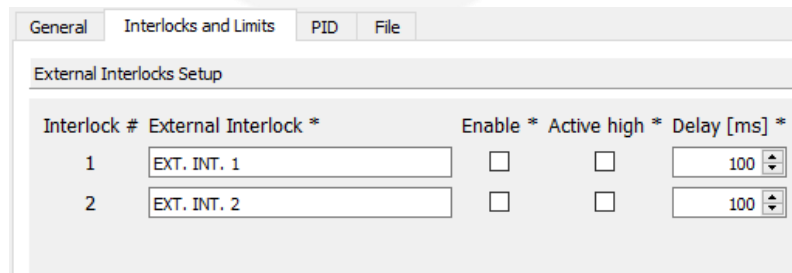 General Interlocks and Limits PID File
External Interlocks Setup
Interlock # External Interlock * Enable * Active high * Delay [ms] *
1 EXT. INT. 1 100
2 EXT. INT. 2 100